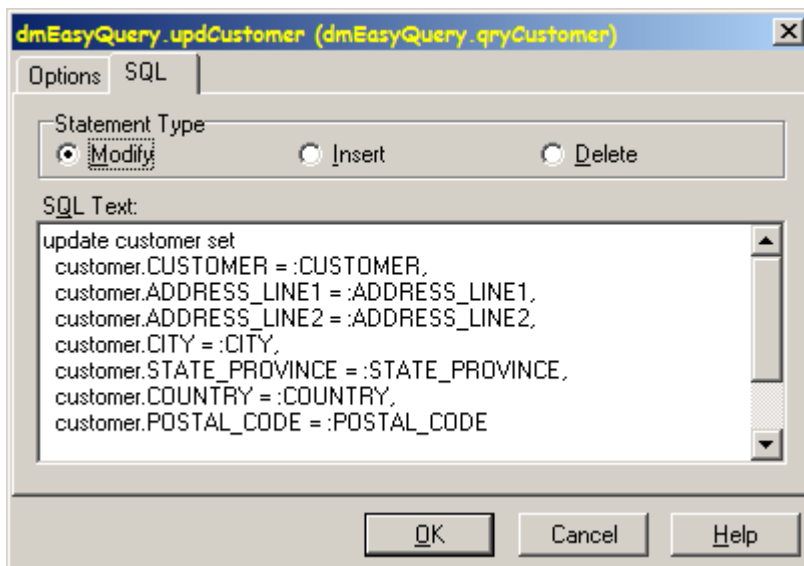 dmEasyQuery.updCustomer (dmEasyQuery.qryCustomer)
Options SQL
Statement Type
Modify Insert Delete
SQL Text:
update customer set
customer.CUSTOMER = :CUSTOMER,
customer.ADDRESS_LINE1 = :ADDRESS_LINE1,
customer.ADDRESS_LINE2 = :ADDRESS_LINE2,
customer.CITY = :CITY,
customer.STATE_PROVINCE = :STATE_PROVINCE,
customer.COUNTRY = :COUNTRY,
customer.POSTAL_CODE = :POSTAL_CODE
OK Cancel Help